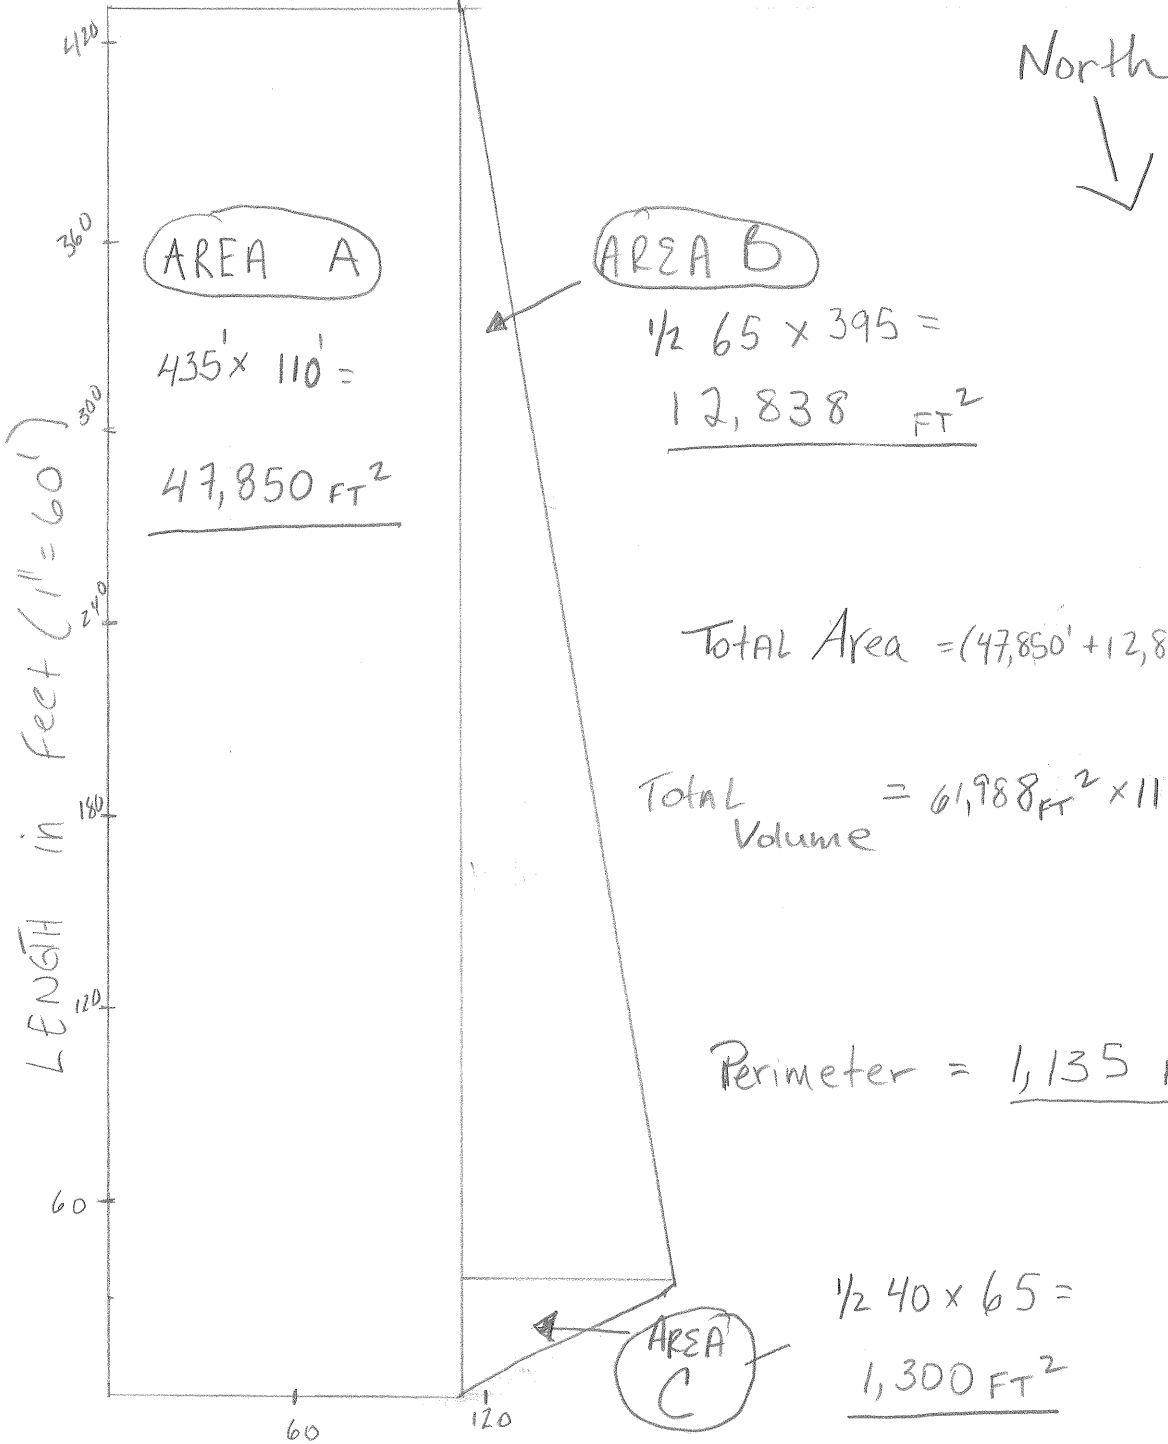 420
North
360
AREA A
AREA B
435' x 110' =
1/2 65 x 395 =
300
12,838 FT²
47,850 FT²
LENGTH in Feet (1"=60')
240
TOTAL Area = (47,850' + 12,8
180
TOTAL = 61,988 FT² x 11
Volume
120
Perimeter = 1,135
60
1/2 40 x 65 =
AREA
C
1,300 FT²
60
120